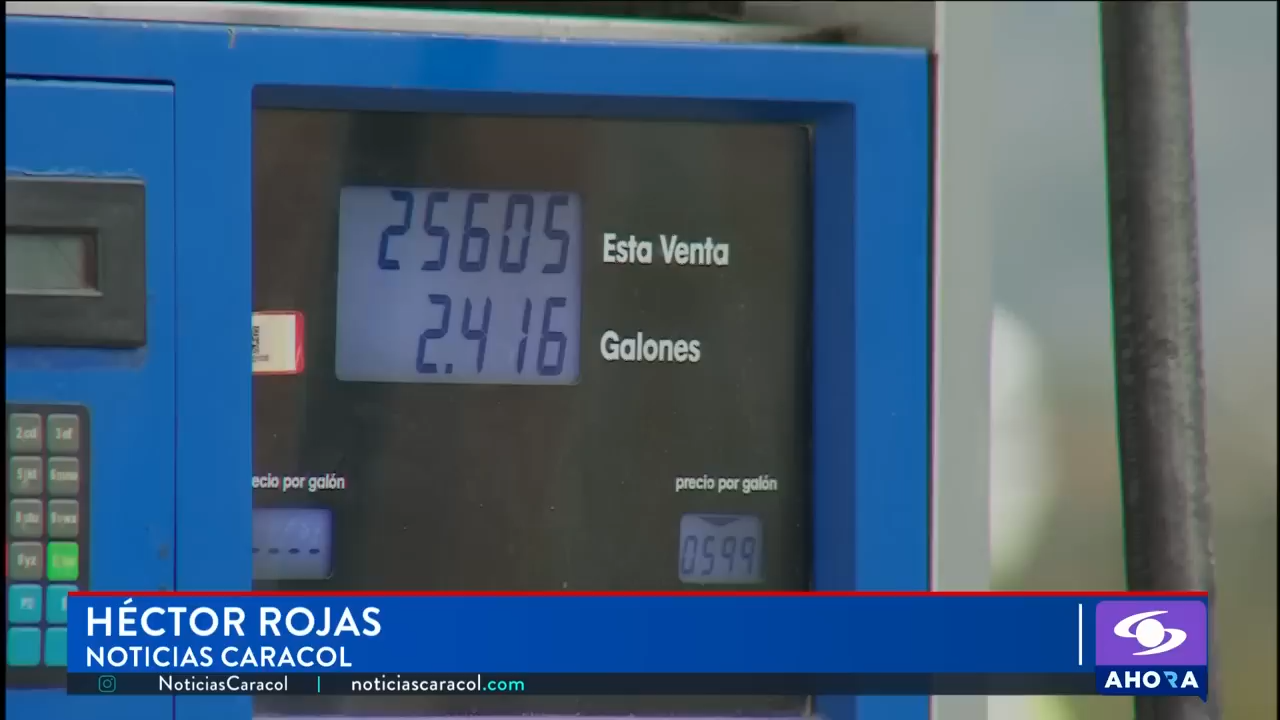 25605 Esta Venta
2.416 Galones
ecio por galón
precio por galón
0599
HÉCTOR ROJAS
NOTICIAS CARACOL
NoticiasCaracol | noticiascaracol.com
AHORA